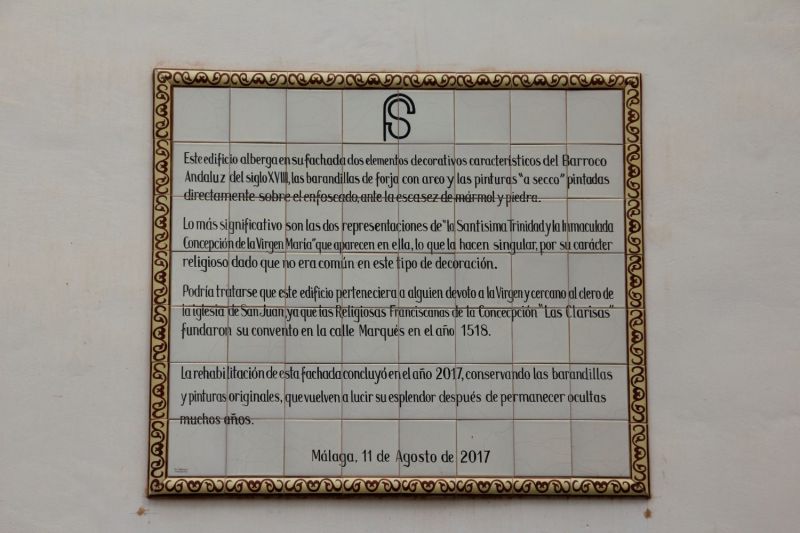 FS
Este edificio alberga en su fachada dos elementos decorativos característicos del Barroco
Andaluz del siglo XVIII, las barandillas de forja con arco y las pinturas "a secco" pintadas
directamente sobre el enfoscado, ante la escasez de mármol y piedra.
Lo más significativo son las dos representaciones de "la Santisima Trinidad y la Inmaculada
Concepción de la Virgen María" que aparecen en ella, lo que la hacen singular, por su carácter
religioso dado que no era común en este tipo de decoración.
Podría tratarse que este edificio perteneciera a alguien devoto a la Virgen y cercano al clero de
la iglesia de San Juan, ya que las Religiosas Franciscanas de la Concecpción "Las Clarisas"
fundaron su convento en la calle Marqués en el año 1518.
La rehabilitación de esta fachada concluyó en el año 2017, conservando las barandillas
y pinturas originales, que vuelven a lucir su esplendor después de permanecer ocultas
muchos años.
Málaga, 11 de Agosto de 2017